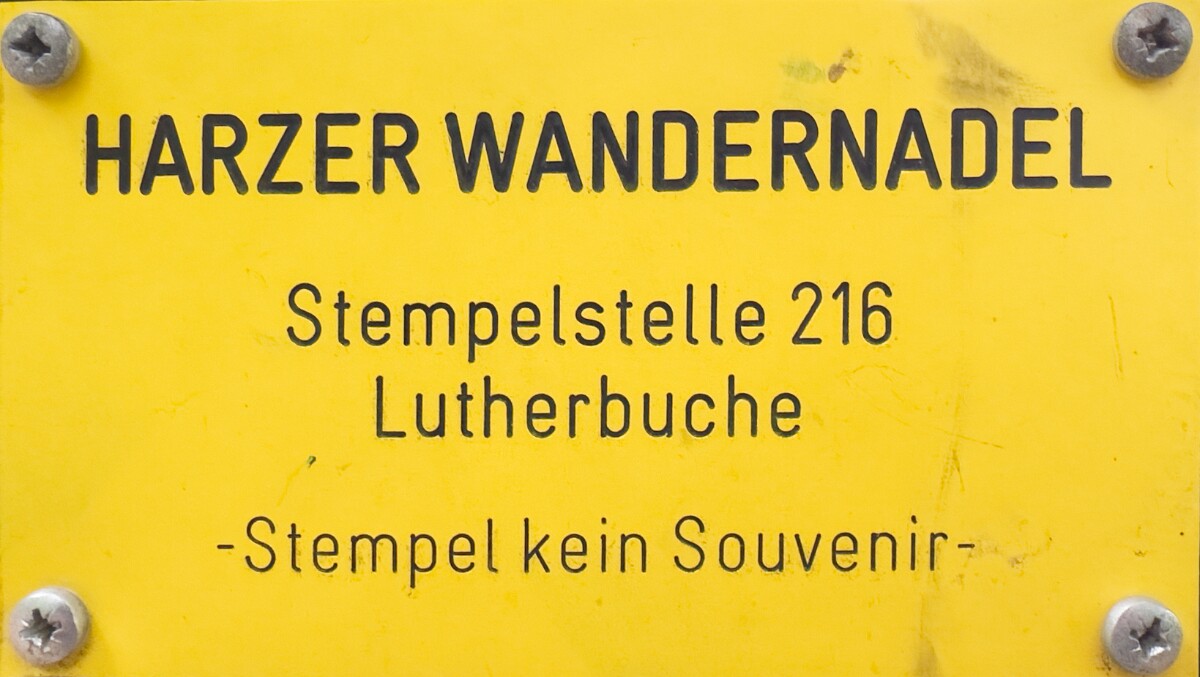 HARZER WANDERNADEL
Stempelstelle 216
Lutherbuche
-Stempel kein Souvenir-